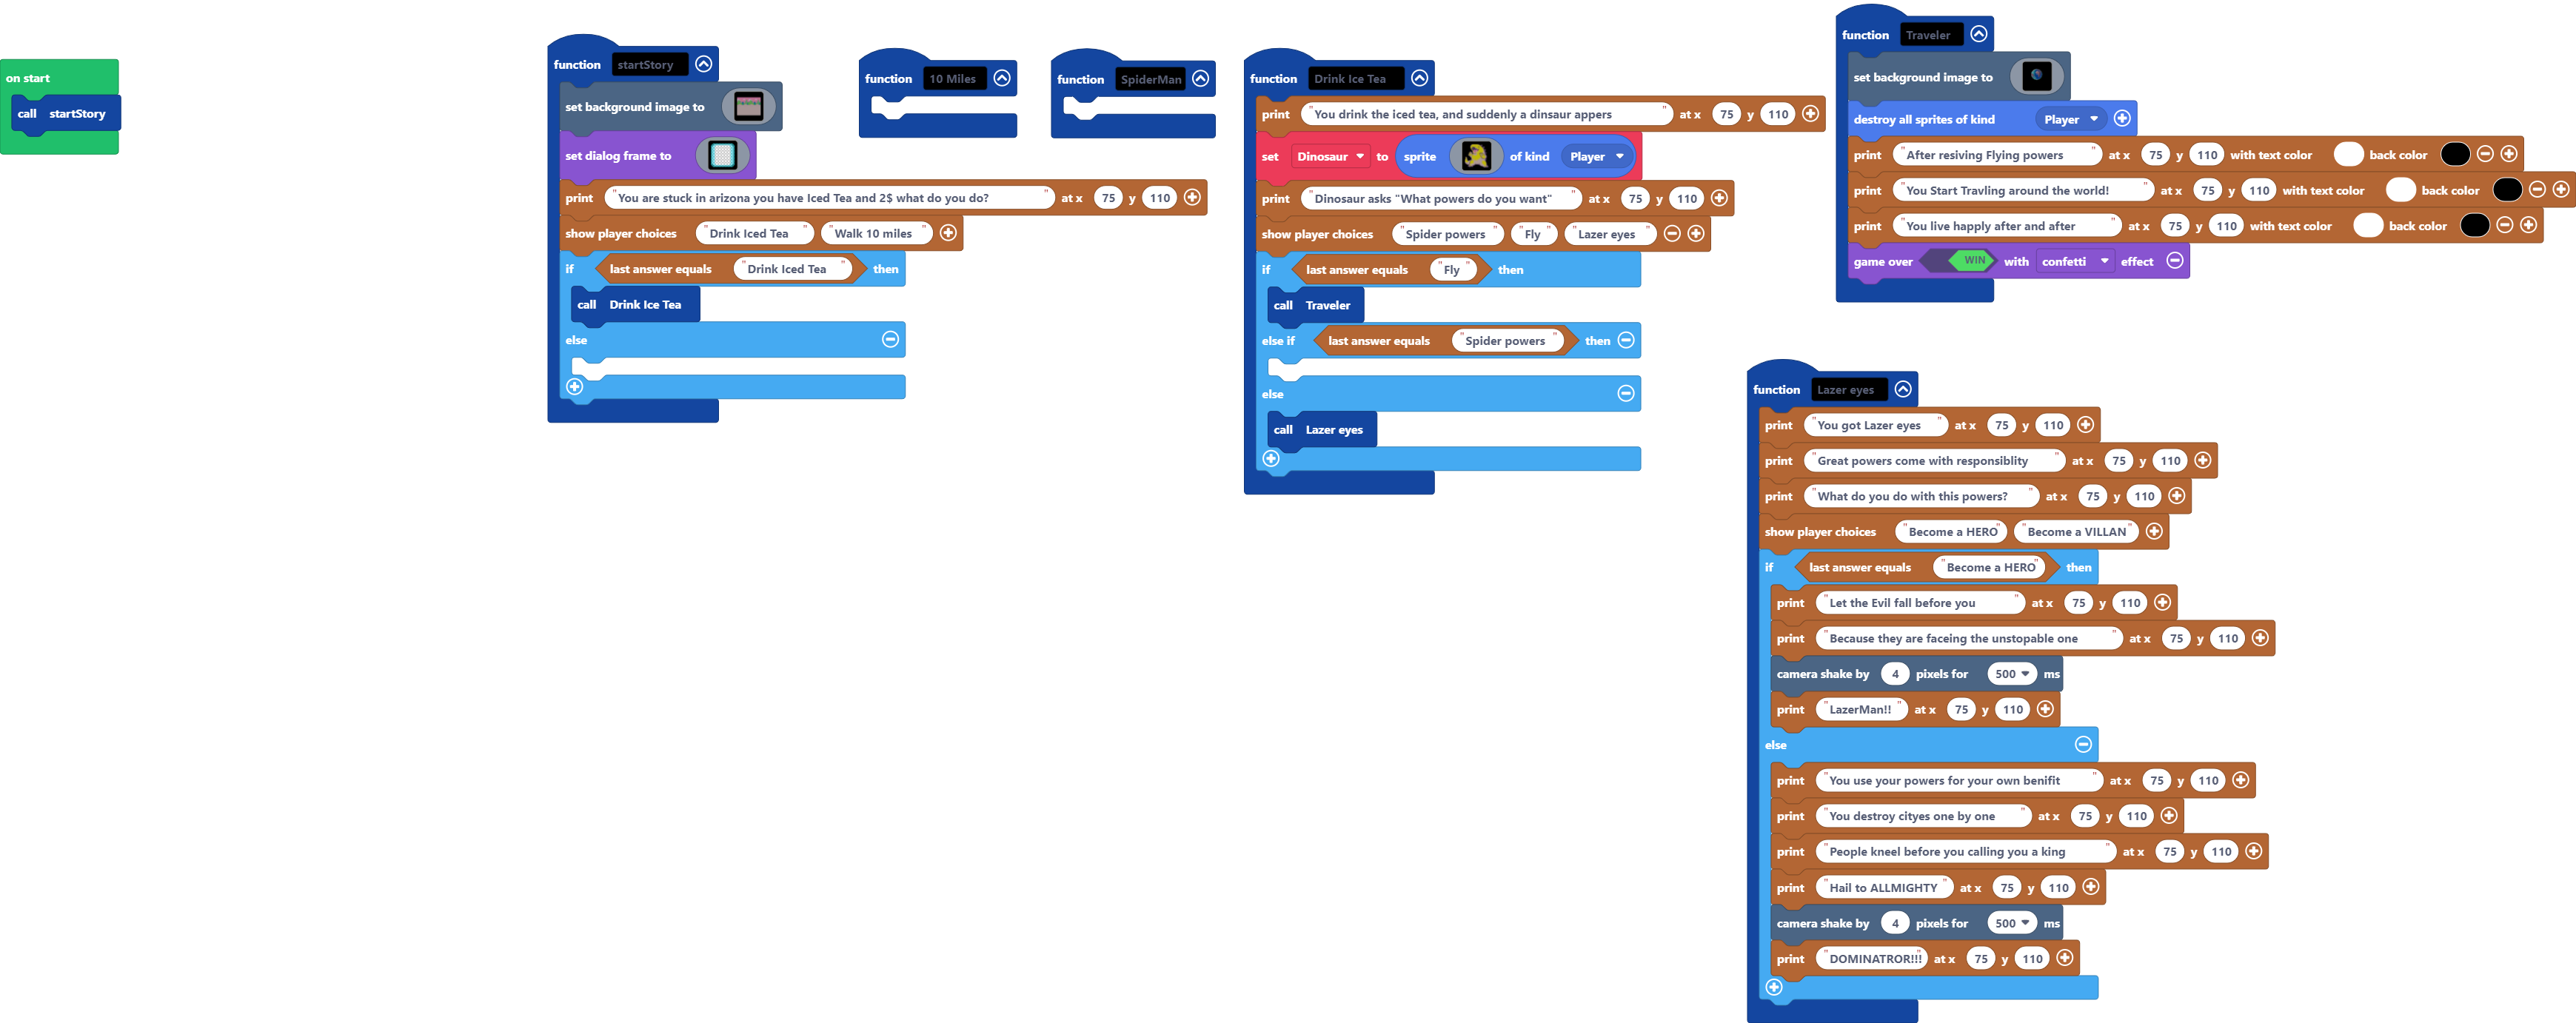 on start
call startStory
function startStory
set background image to
set dialog frame to
print "You are stuck in arizona you have Iced Tea and 2$ what do you do?" at x 75 y 110
show player choices "Drink Iced Tea" "Walk 10 miles"
if last answer equals "Drink Iced Tea" then
call Drink Ice Tea
else
function 10 Miles
function SpiderMan
function Drink Ice Tea
print "You drink the iced tea, and suddenly a dinsaur appers" at x 75 y 110
set Dinosaur to sprite of kind Player
print "Dinosaur asks "What powers do you want"" at x 75 y 110
show player choices "Spider powers" "Fly" "Lazer eyes"
if last answer equals "Fly" then
call Traveler
else if last answer equals "Spider powers" then
else
call Lazer eyes
function Traveler
set background image to
destroy all sprites of kind Player
print "After resiving Flying powers" at x 75 y 110 with text color back color
print "You Start Travling around the world!" at x 75 y 110 with text color back color
print "You live happly after and after" at x 75 y 110 with text color back color
game over WIN with confetti effect
function Lazer eyes
print "You got Lazer eyes" at x 75 y 110
print "Great powers come with responsiblity" at x 75 y 110
print "What do you do with this powers?" at x 75 y 110
show player choices "Become a HERO" "Become a VILLAN"
if last answer equals "Become a HERO" then
print "Let the Evil fall before you" at x 75 y 110
print "Because they are faceing the unstopable one" at x 75 y 110
camera shake by 4 pixels for 500 ms
print "LazerMan!!" at x 75 y 110
else
print "You use your powers for your own benifit" at x 75 y 110
print "You destroy cityes one by one" at x 75 y 110
print "People kneel before you calling you a king" at x 75 y 110
print "Hail to ALLMIGHTY" at x 75 y 110
camera shake by 4 pixels for 500 ms
print "DOMINATROR!!!" at x 75 y 110